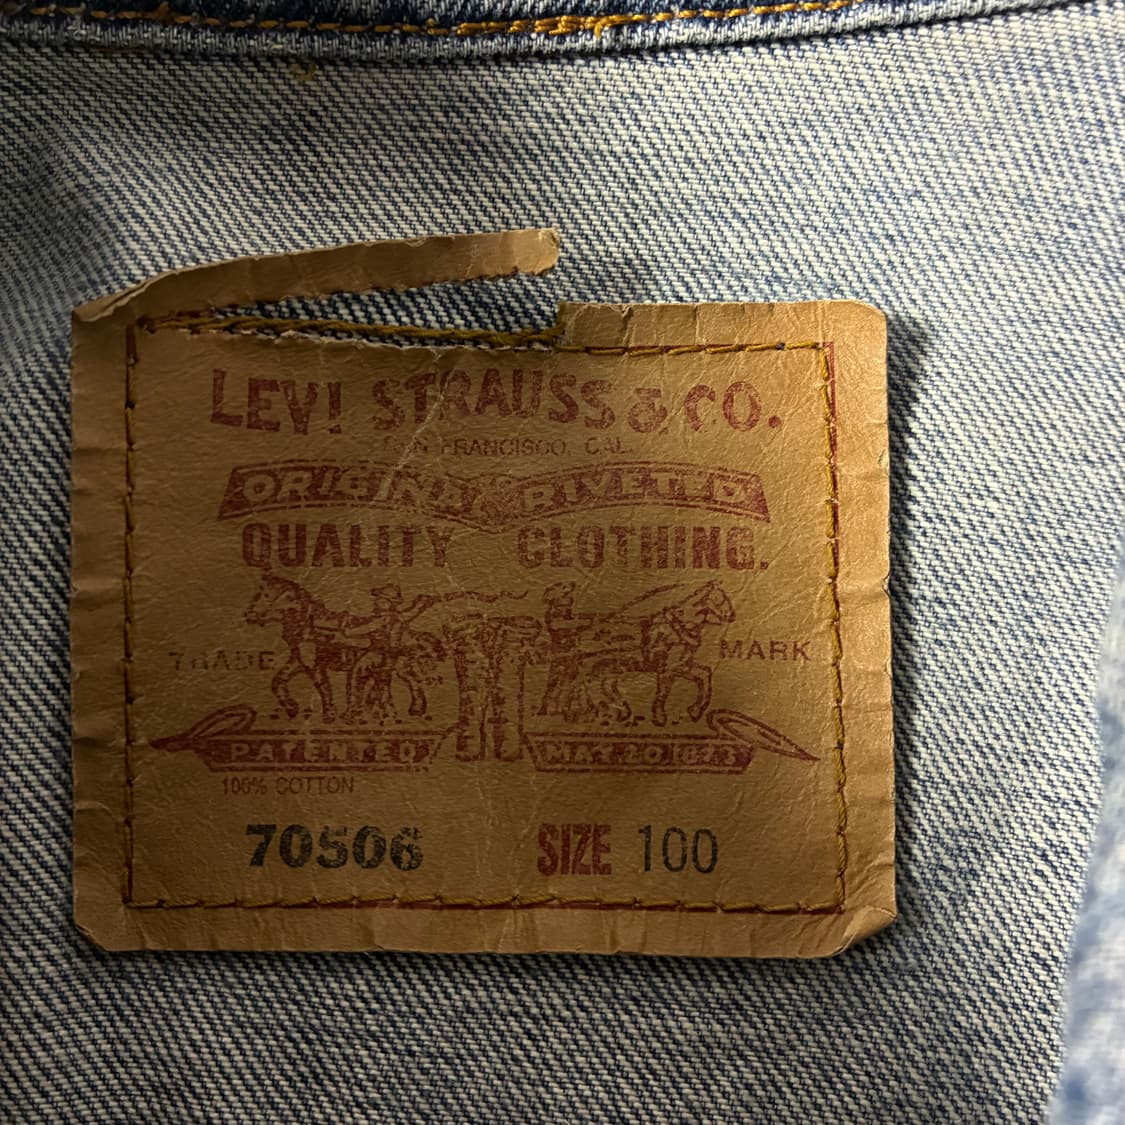 LEVI STRAUSS & CO.
SAN FRANCISCO, CAL.
ORIGINAL RIVETED
QUALITY CLOTHING.
TRADE MARK
PATENTED MAY 20 1873
100% COTTON
70506 SIZE 100